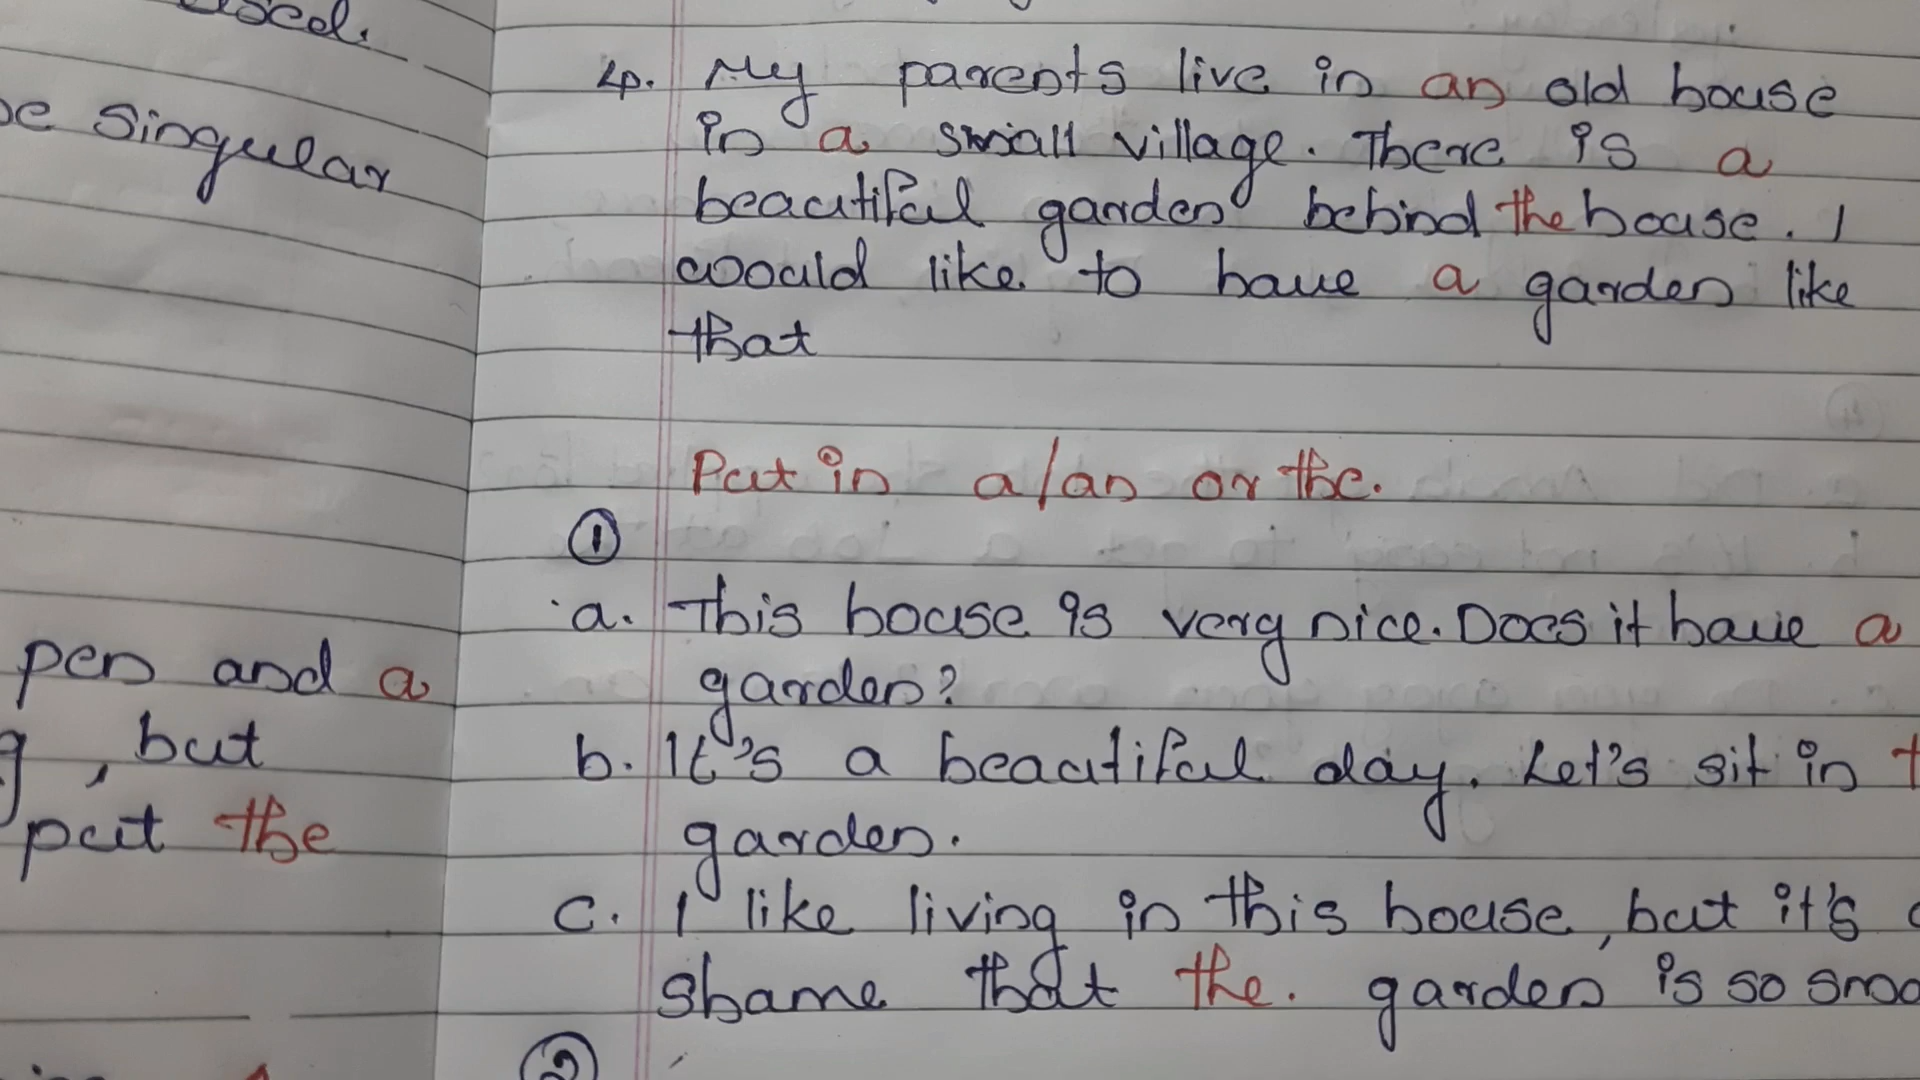 singular
pen and a
, but
put the
4. My parents live in an old house
in a small village. There is a
beautiful garden behind the house. I
woould like to have a garden like
that
Put in a/an or the.
①
a. This house is very nice. Does it have a
garden?
b. It's a beautiful day. Let's sit in
garden.
c. I like living in this house, but it's
shame that the. garden is so
②